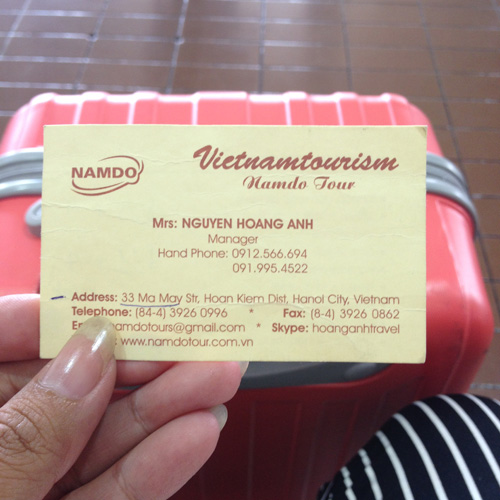 NAMDO
Vietnamtourism
Namdo Tour
Mrs: NGUYEN HOANG ANH
Manager
Hand Phone: 0912.566.694
091.995.4522
Address: 33 Ma May Str, Hoan Kiem Dist, Hanoi City, Vietnam
Telephone: (84-4) 3926 0996 * Fax: (8-4) 3926 0862
namdotours@gmail.com * Skype: hoanganhtravel
www.namdotour.com.vn